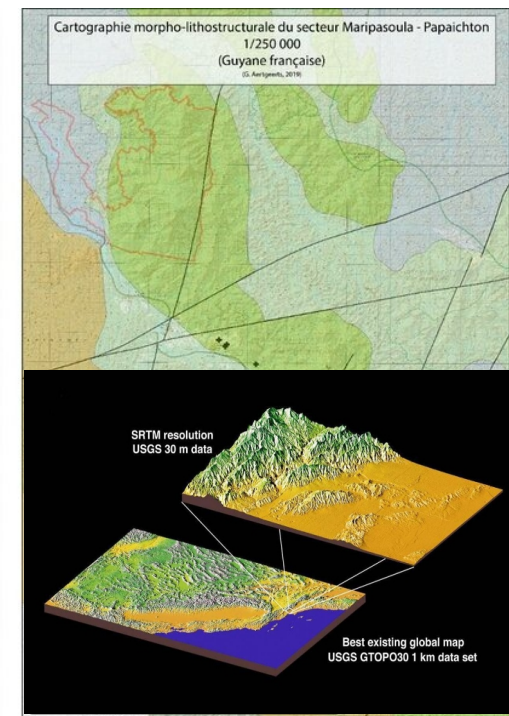 Cartographie morpho-lithostructurale du secteur Maripasoula - Papaichton
1/250 000
(Guyane française)
(G. Aertgeerts, 2019)
SRTM resolution
USGS 30 m data
Best existing global map
USGS GTOPO30 1 km data set